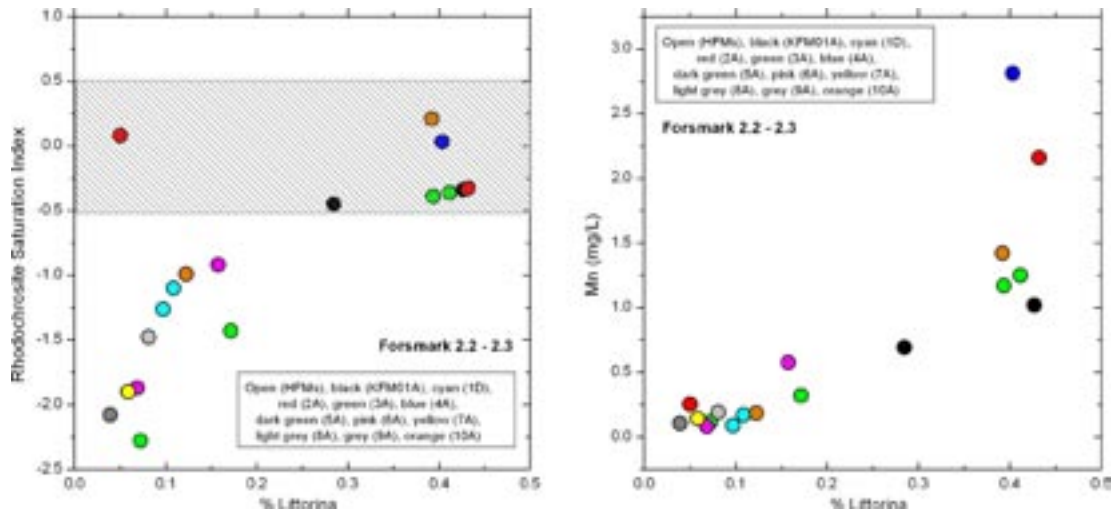 1.0
0.5
0.0
-0.5
-1.0
-1.5
-2.0
-2.5
Rhodochrosite Saturation Index
Forsmark 2.2 - 2.3
Open (HFMs), black (KFM01A), cyan (1D),
red (2A), green (3A), blue (4A),
dark green (5A), pink (6A), yellow (7A),
light grey (8A), grey (9A), orange (10A)
0.0 0.1 0.2 0.3 0.4 0.5
% Littorina
3.0
2.5
2.0
1.5
1.0
0.5
0.0
Mn (mg/L)
Open (HFMs), black (KFM01A), cyan (1D),
red (2A), green (3A), blue (4A),
dark green (5A), pink (6A), yellow (7A),
light grey (8A), grey (9A), orange (10A)
Forsmark 2.2 - 2.3
0.0 0.1 0.2 0.3 0.4 0.5
% Littorina